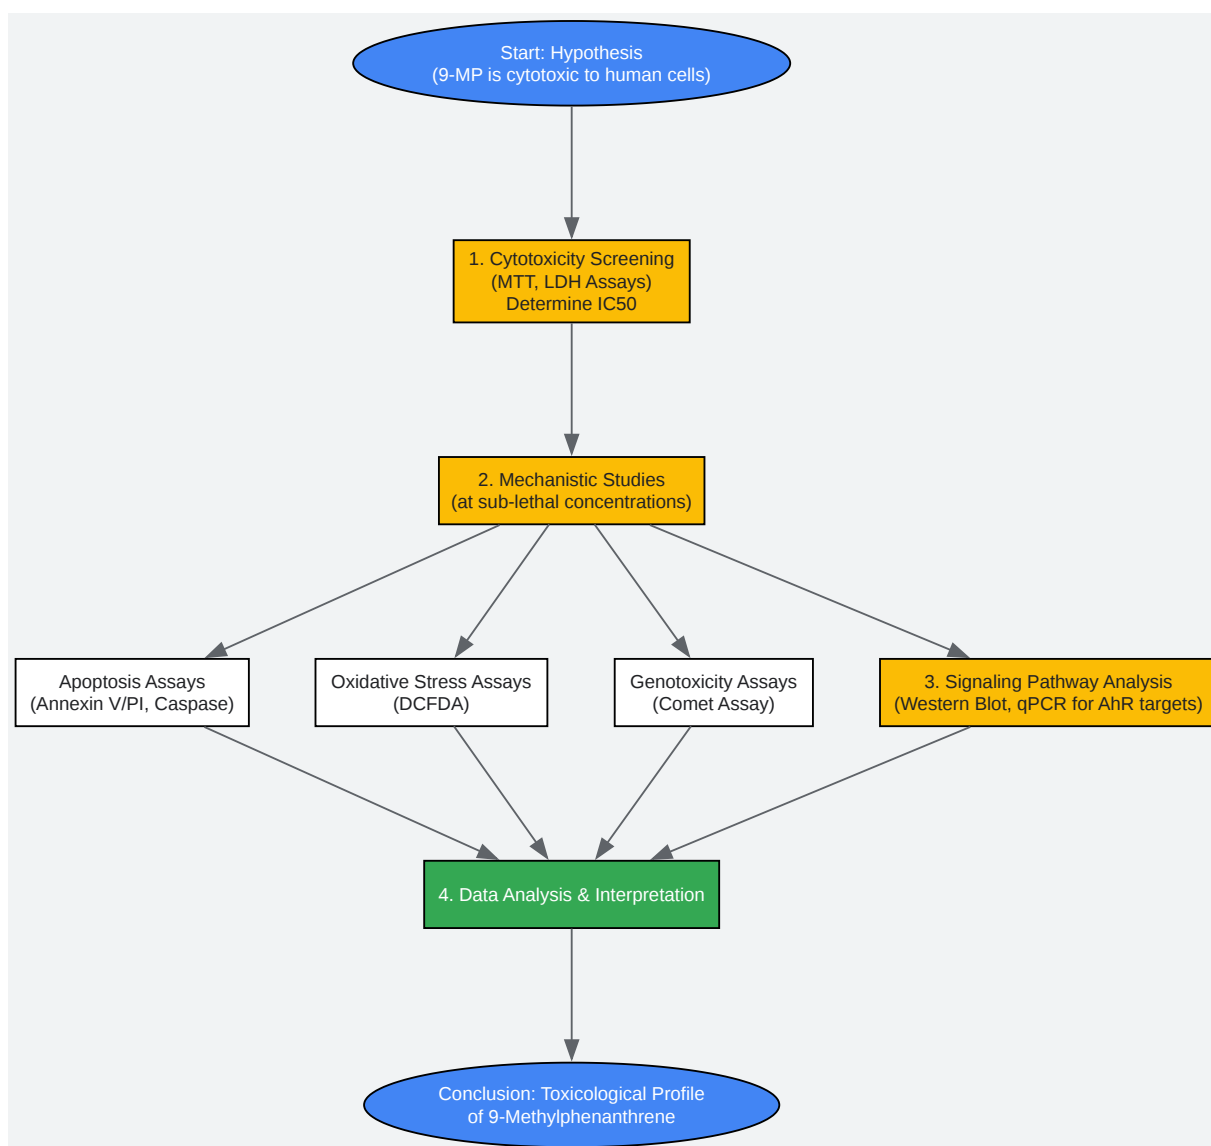 Start: Hypothesis
(9-MP is cytotoxic to human cells)
1. Cytotoxicity Screening
(MTT, LDH Assays)
Determine IC50
2. Mechanistic Studies
(at sub-lethal concentrations)
Apoptosis Assays
(Annexin V/PI, Caspase)
Oxidative Stress Assays
(DCFDA)
Genotoxicity Assays
(Comet Assay)
3. Signaling Pathway Analysis
(Western Blot, qPCR for AhR targets)
4. Data Analysis & Interpretation
Conclusion: Toxicological Profile
of 9-Methylphenanthrene